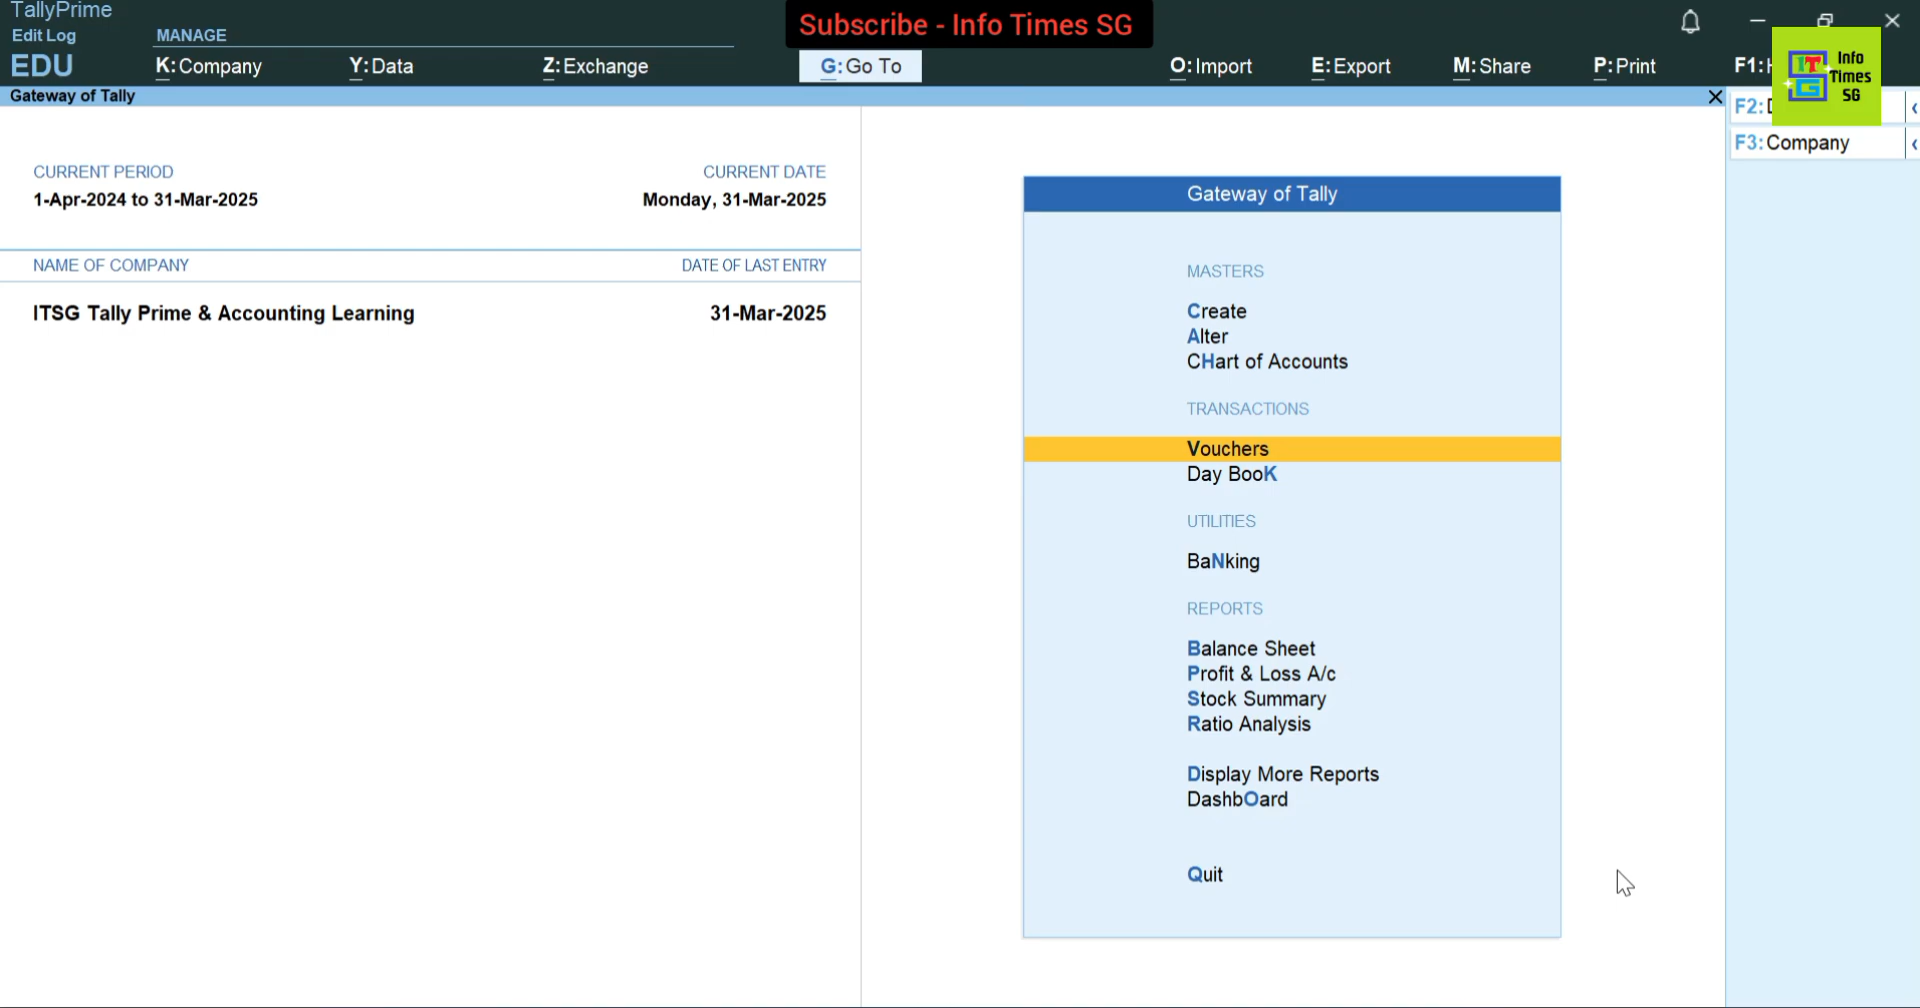 TallyPrime
Edit Log
EDU
MANAGE
K:Company
Y:Data
Z:Exchange
Subscribe - Info Times SG
G:Go To
O:Import
E:Export
M:Share
P:Print
F1:
Info
Times
SG
Gateway of Tally
F2:
F3:Company
CURRENT PERIOD
1-Apr-2024 to 31-Mar-2025
CURRENT DATE
Monday, 31-Mar-2025
NAME OF COMPANY
DATE OF LAST ENTRY
ITSG Tally Prime & Accounting Learning
31-Mar-2025
Gateway of Tally
MASTERS
Create
Alter
CHart of Accounts
TRANSACTIONS
Vouchers
Day BooK
UTILITIES
BaNking
REPORTS
Balance Sheet
Profit & Loss A/c
Stock Summary
Ratio Analysis
Display More Reports
DashbOard
Quit